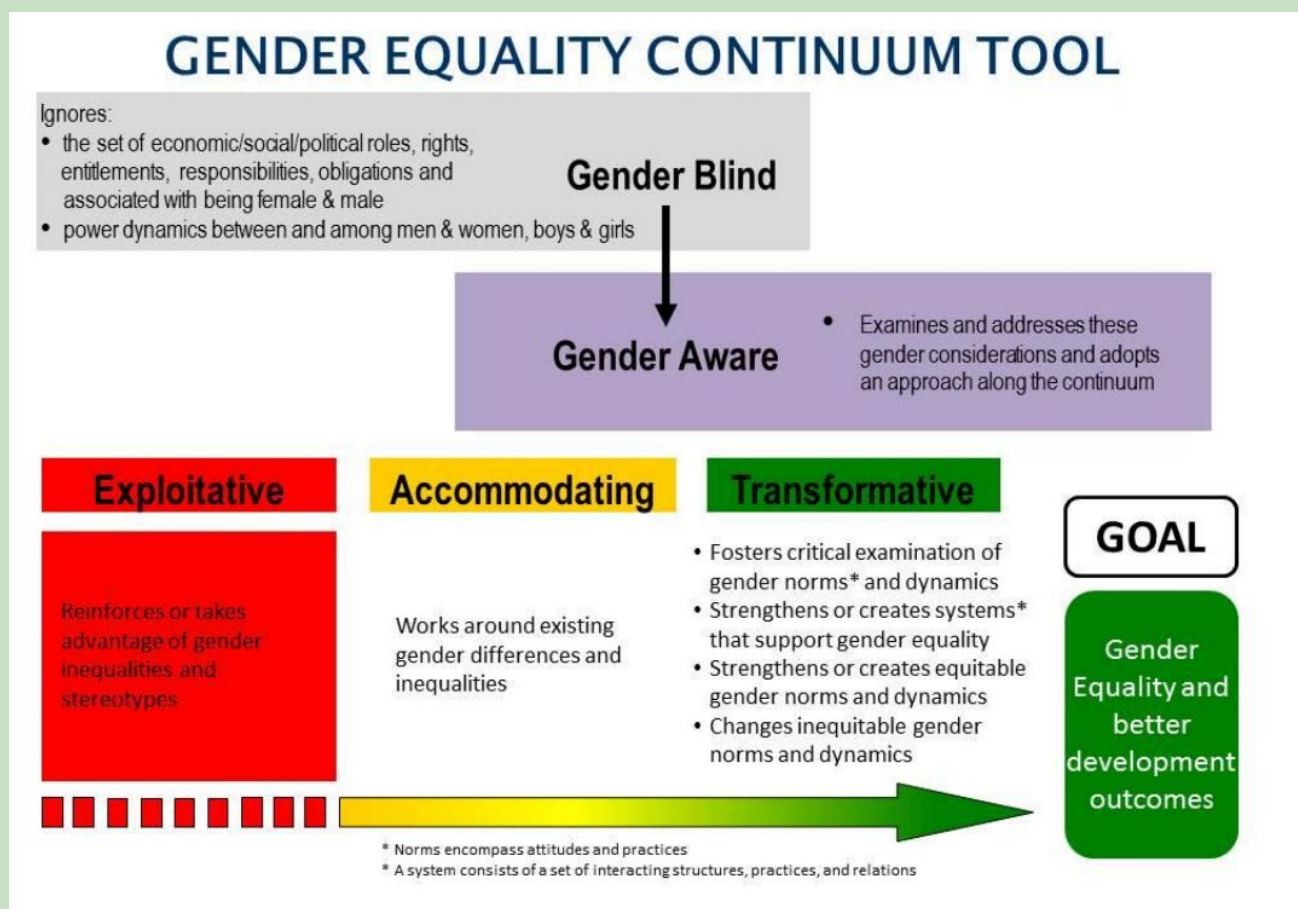 GENDER EQUALITY CONTINUUM TOOL
Ignores:
• the set of economic/social/political roles, rights,
entitlements, responsibilities, obligations and
associated with being female & male
• power dynamics between and among men & women, boys & girls
Gender Blind
Gender Aware
• Examines and addresses these
gender considerations and adopts
an approach along the continuum
Exploitative
Reinforces or takes
advantage of gender
inequalities and
stereotypes
Accommodating
Works around existing
gender differences and
inequalities
Transformative
• Fosters critical examination of
gender norms* and dynamics
• Strengthens or creates systems*
that support gender equality
• Strengthens or creates equitable
gender norms and dynamics
• Changes inequitable gender
norms and dynamics
GOAL
Gender
Equality and
better
development
outcomes
* Norms encompass attitudes and practices
* A system consists of a set of interacting structures, practices, and relations